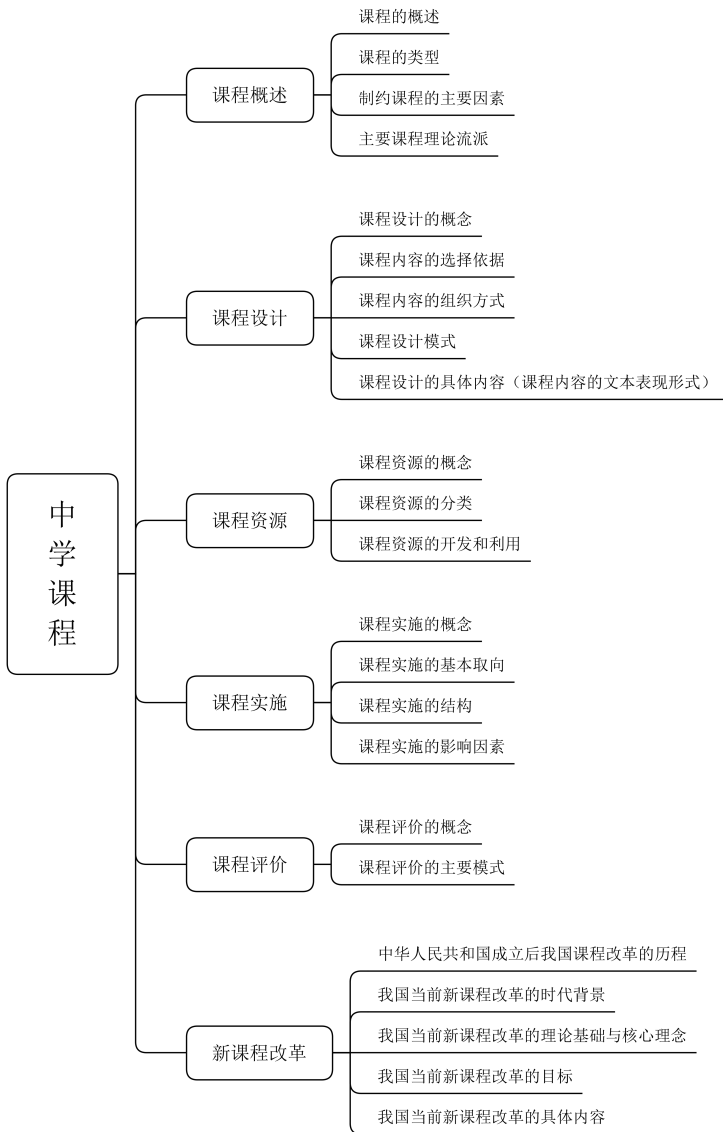 中学课程
课程概述
课程的概述
课程的类型
制约课程的主要因素
主要课程理论流派
课程设计
课程设计的概念
课程内容的选择依据
课程内容的组织方式
课程设计模式
课程设计的具体内容（课程内容的文本表现形式）
课程资源
课程资源的概念
课程资源的分类
课程资源的开发和利用
课程实施
课程实施的概念
课程实施的基本取向
课程实施的结构
课程实施的影响因素
课程评价
课程评价的概念
课程评价的主要模式
新课程改革
中华人民共和国成立后我国课程改革的历程
我国当前新课程改革的时代背景
我国当前新课程改革的理论基础与核心理念
我国当前新课程改革的目标
我国当前新课程改革的具体内容